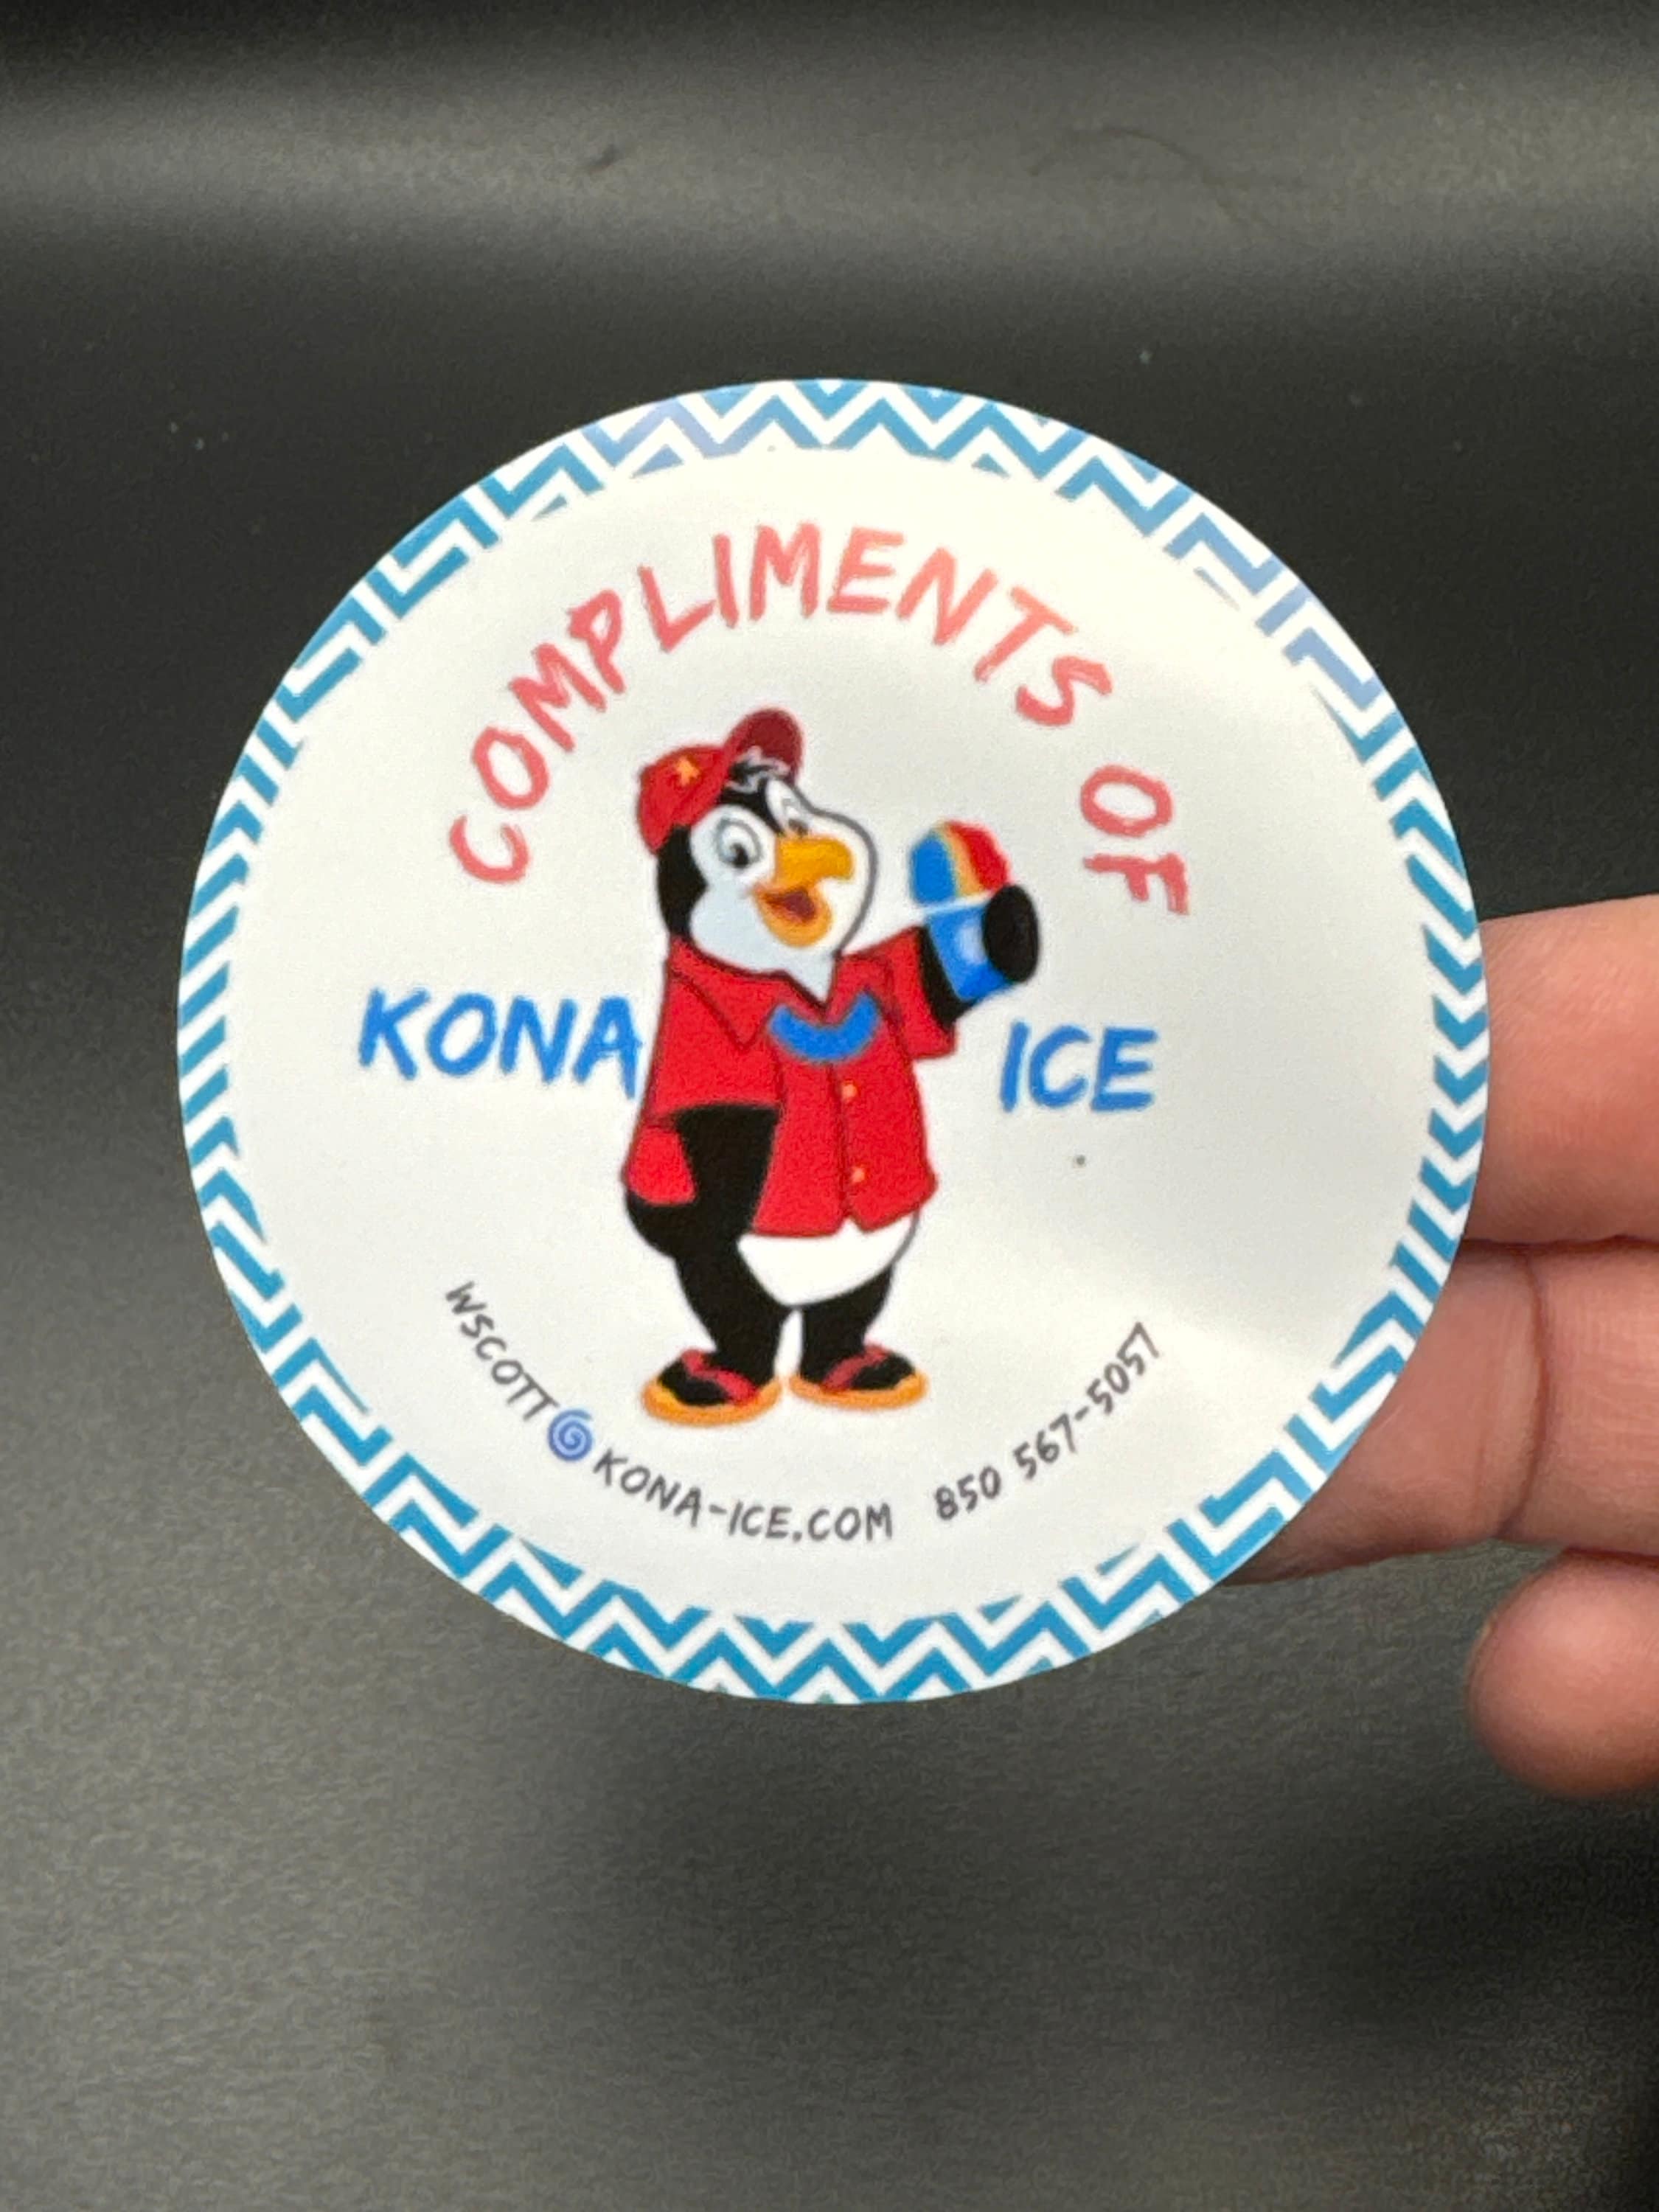 COMPLIMENTS OF
KONA ICE
WSCOTT@KONA-ICE.COM 850 567-5057